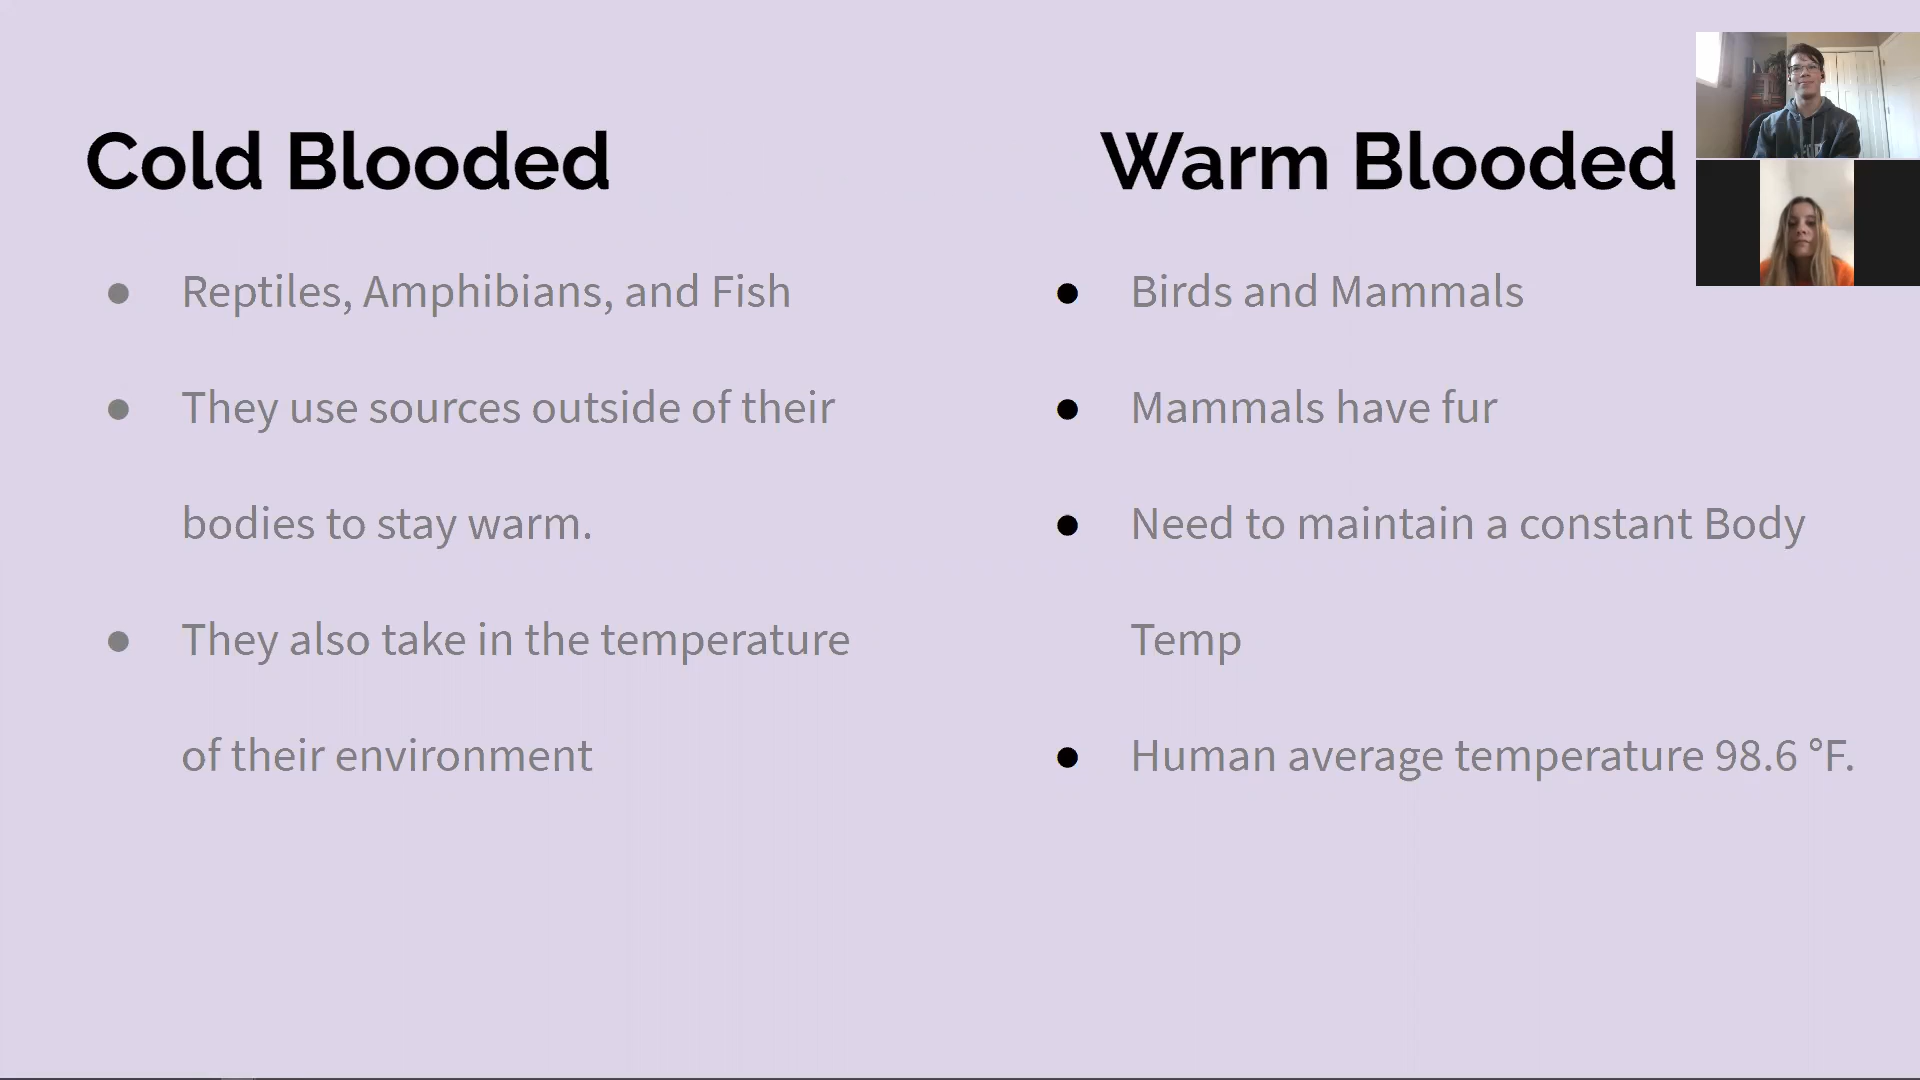 Cold Blooded
● Reptiles, Amphibians, and Fish
● They use sources outside of their
bodies to stay warm.
● They also take in the temperature
of their environment
Warm Blooded
● Birds and Mammals
● Mammals have fur
● Need to maintain a constant Body
Temp
● Human average temperature 98.6 °F.